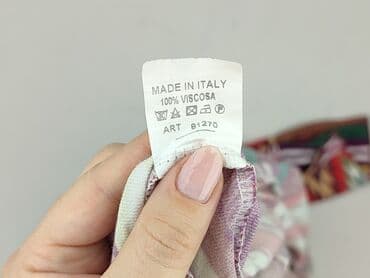 MADE IN ITALY
100% VISCOSA
ART 81270